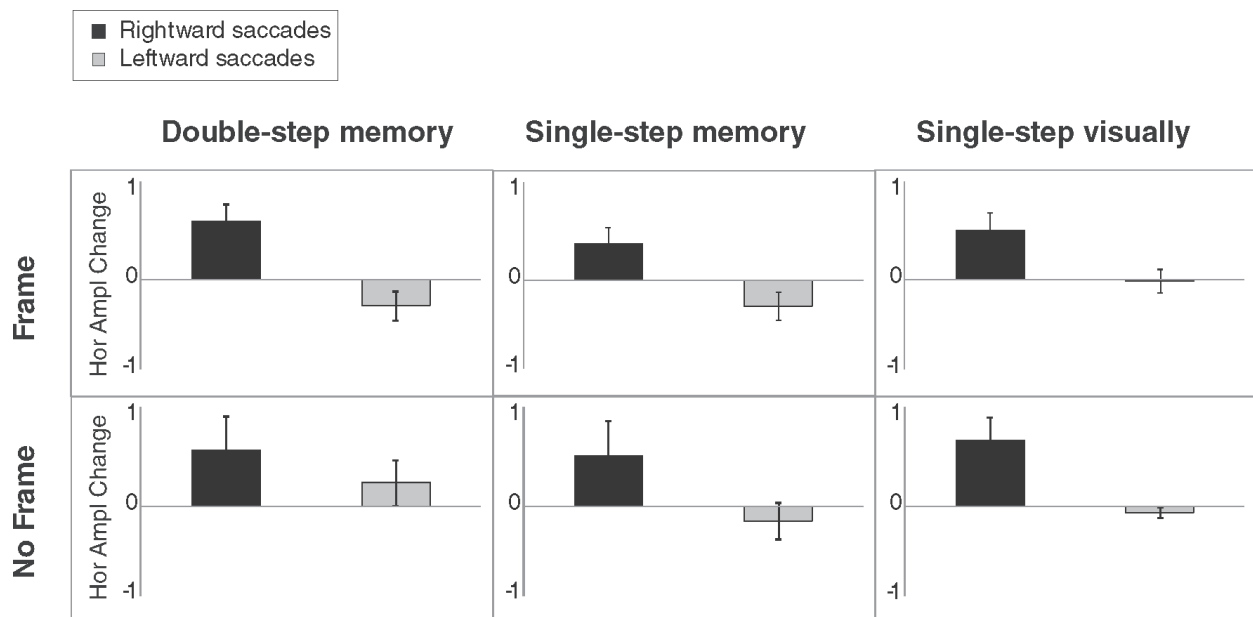 Rightward saccades
Leftward saccades
Double-step memory Single-step memory Single-step visually
Frame
Hor Ampl Change
1
0
-1
1
0
-1
1
0
-1
No Frame
Hor Ampl Change
1
0
-1
1
0
-1
1
0
-1